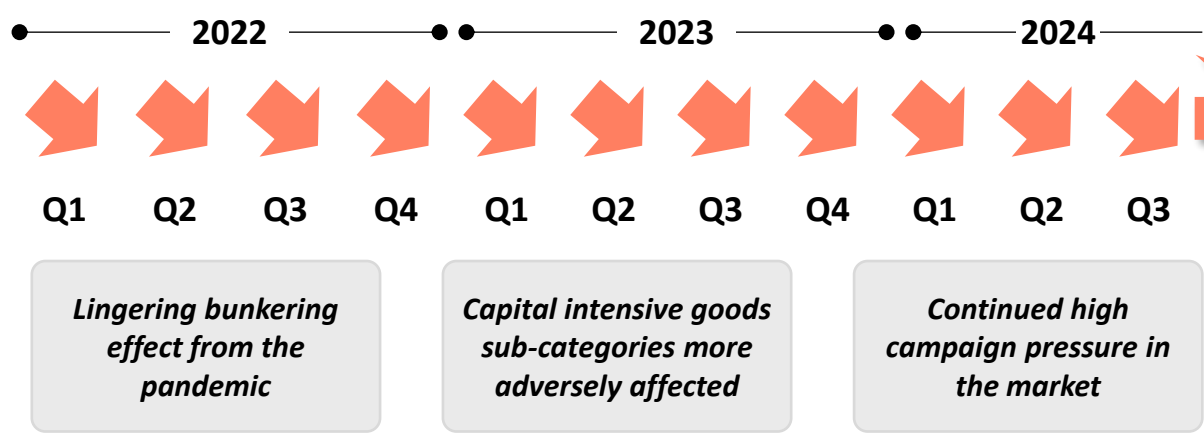 2022 2023 2024
Q1 Q2 Q3 Q4 Q1 Q2 Q3 Q4 Q1 Q2 Q3
Lingering bunkering
effect from the
pandemic
Capital intensive goods
sub-categories more
adversely affected
Continued high
campaign pressure in
the market